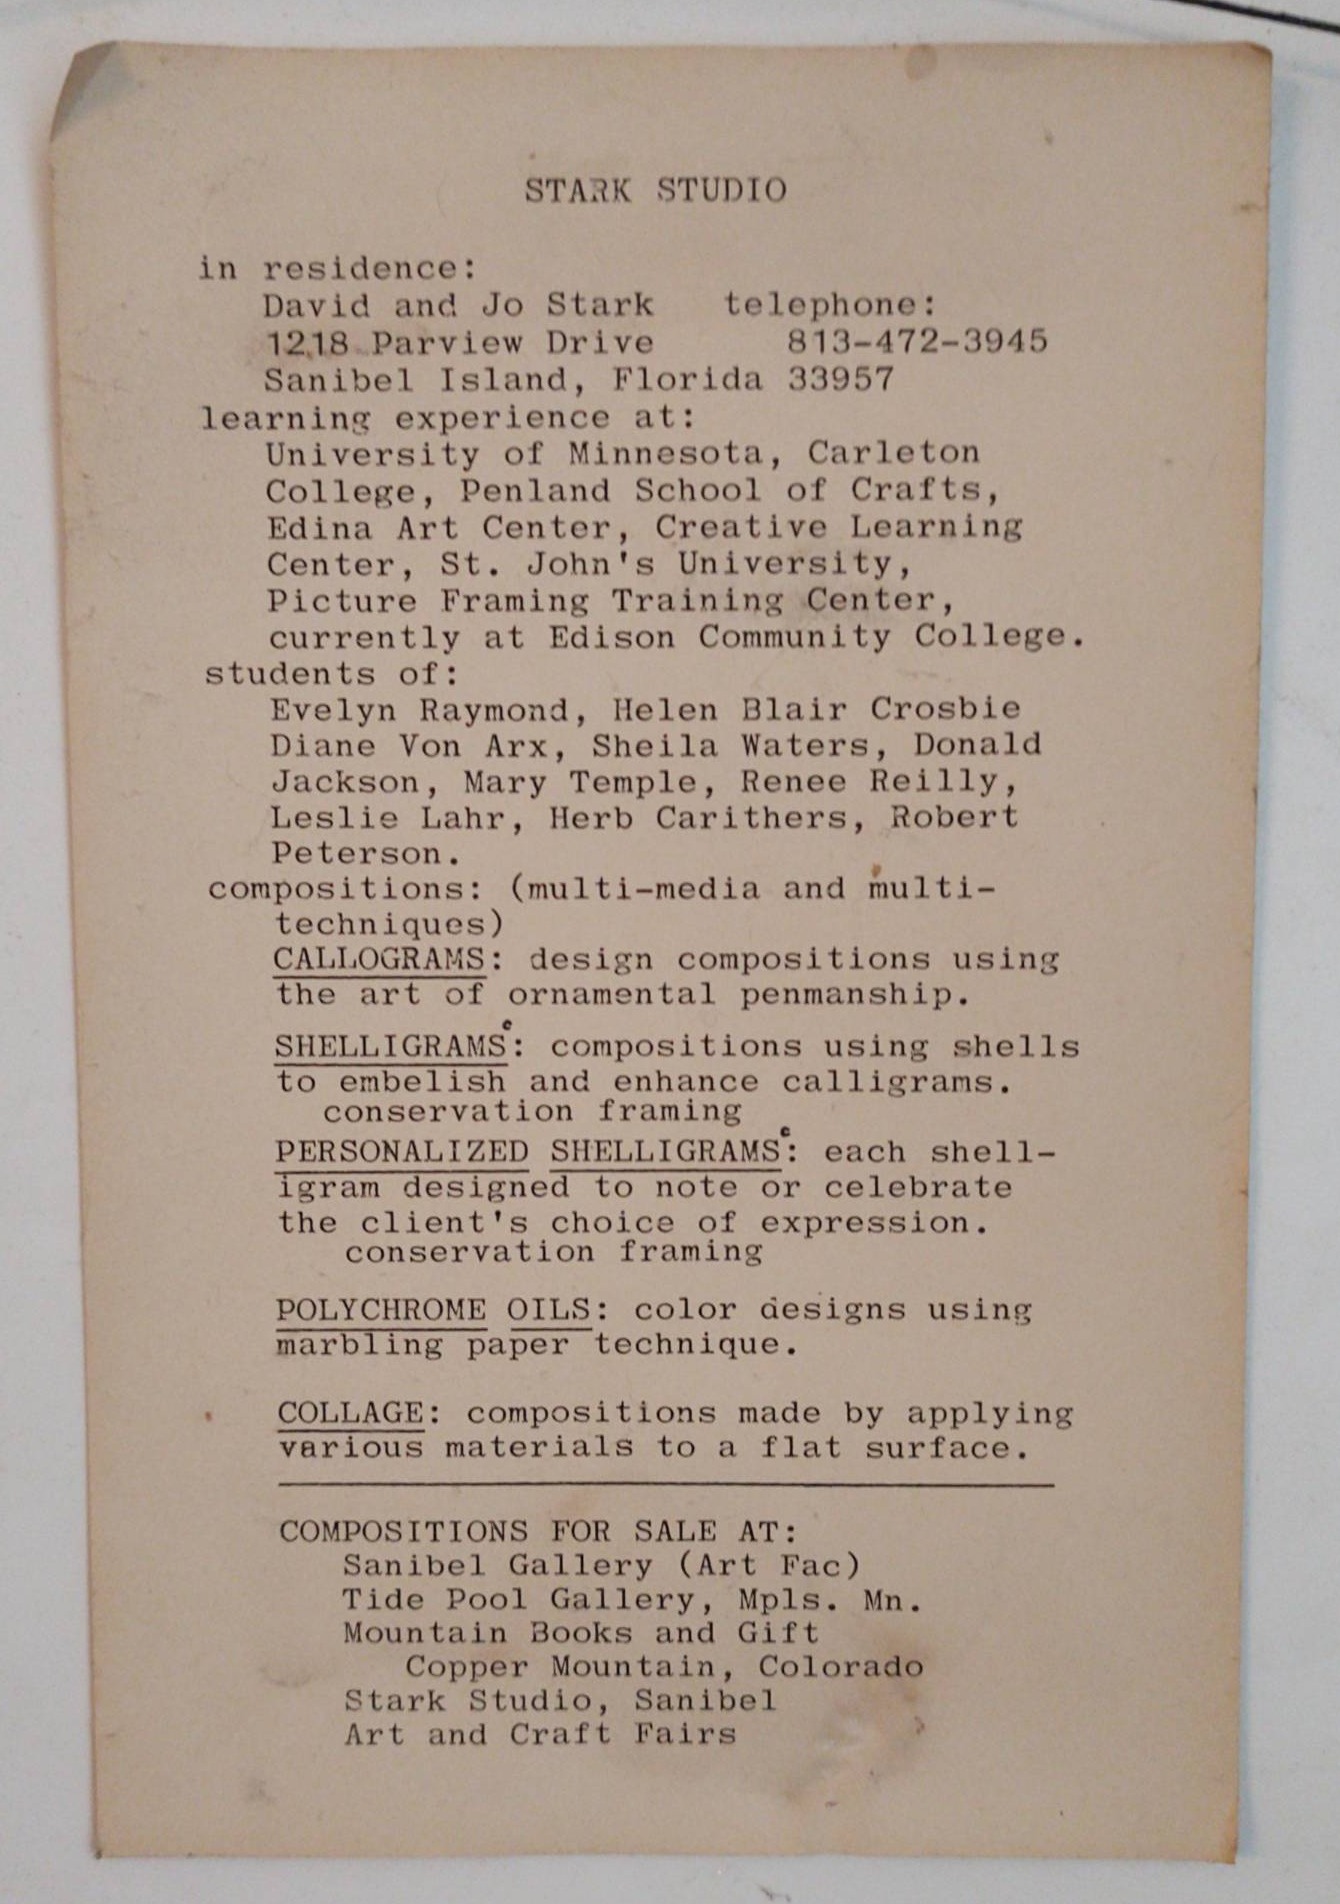 STARK STUDIO
in residence:
David and Jo Stark telephone:
1218 Parview Drive 813-472-3945
Sanibel Island, Florida 33957
learning experience at:
University of Minnesota, Carleton
College, Penland School of Crafts,
Edina Art Center, Creative Learning
Center, St. John's University,
Picture Framing Training Center,
currently at Edison Community College.
students of:
Evelyn Raymond, Helen Blair Crosbie
Diane Von Arx, Sheila Waters, Donald
Jackson, Mary Temple, Renee Reilly,
Leslie Lahr, Herb Carithers, Robert
Peterson.
compositions: (multi-media and multi-
techniques)
CALLOGRAMS: design compositions using
the art of ornamental penmanship.
SHELLIGRAMSᶜ: compositions using shells
to embelish and enhance calligrams.
conservation framing
PERSONALIZED SHELLIGRAMSᶜ: each shell-
igram designed to note or celebrate
the client's choice of expression.
conservation framing
POLYCHROME OILS: color designs using
marbling paper technique.
COLLAGE: compositions made by applying
various materials to a flat surface.
COMPOSITIONS FOR SALE AT:
Sanibel Gallery (Art Fac)
Tide Pool Gallery, Mpls. Mn.
Mountain Books and Gift
Copper Mountain, Colorado
Stark Studio, Sanibel
Art and Craft Fairs